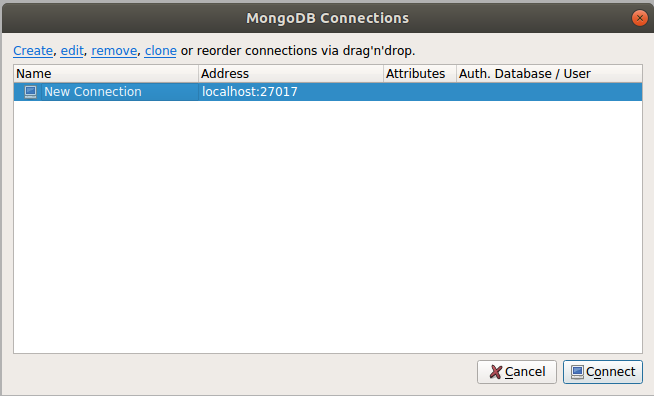 MongoDB Connections
Create, edit, remove, clone or reorder connections via drag'n'drop.
Name Address Attributes Auth. Database / User
New Connection localhost:27017
Cancel Connect